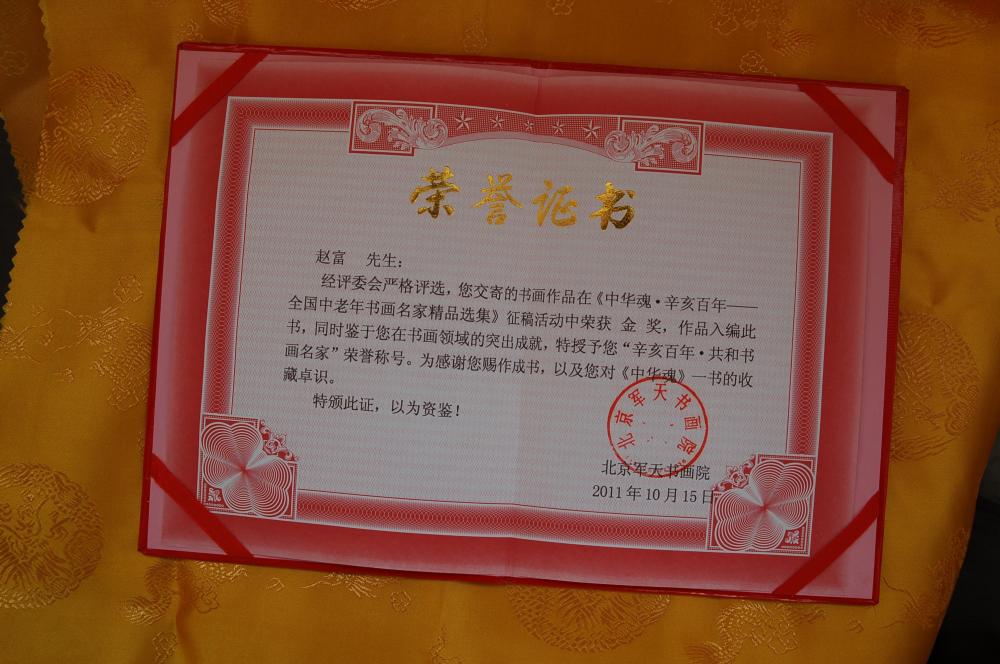 荣誉证书
赵富 先生：
经评委会严格评选，您交寄的书画作品在《中华魂·辛亥百年——
全国中老年书画名家精品选集》征稿活动中荣获 金 奖，作品入编此
书，同时鉴于您在书画领域的突出成就，特授予您“辛亥百年·共和书
画名家”荣誉称号。为感谢您赐作成书，以及您对《中华魂》一书的收
藏卓识。
特颁此证，以为资鉴！
北京军天书画院
北京军天书画院
2011年10月15日